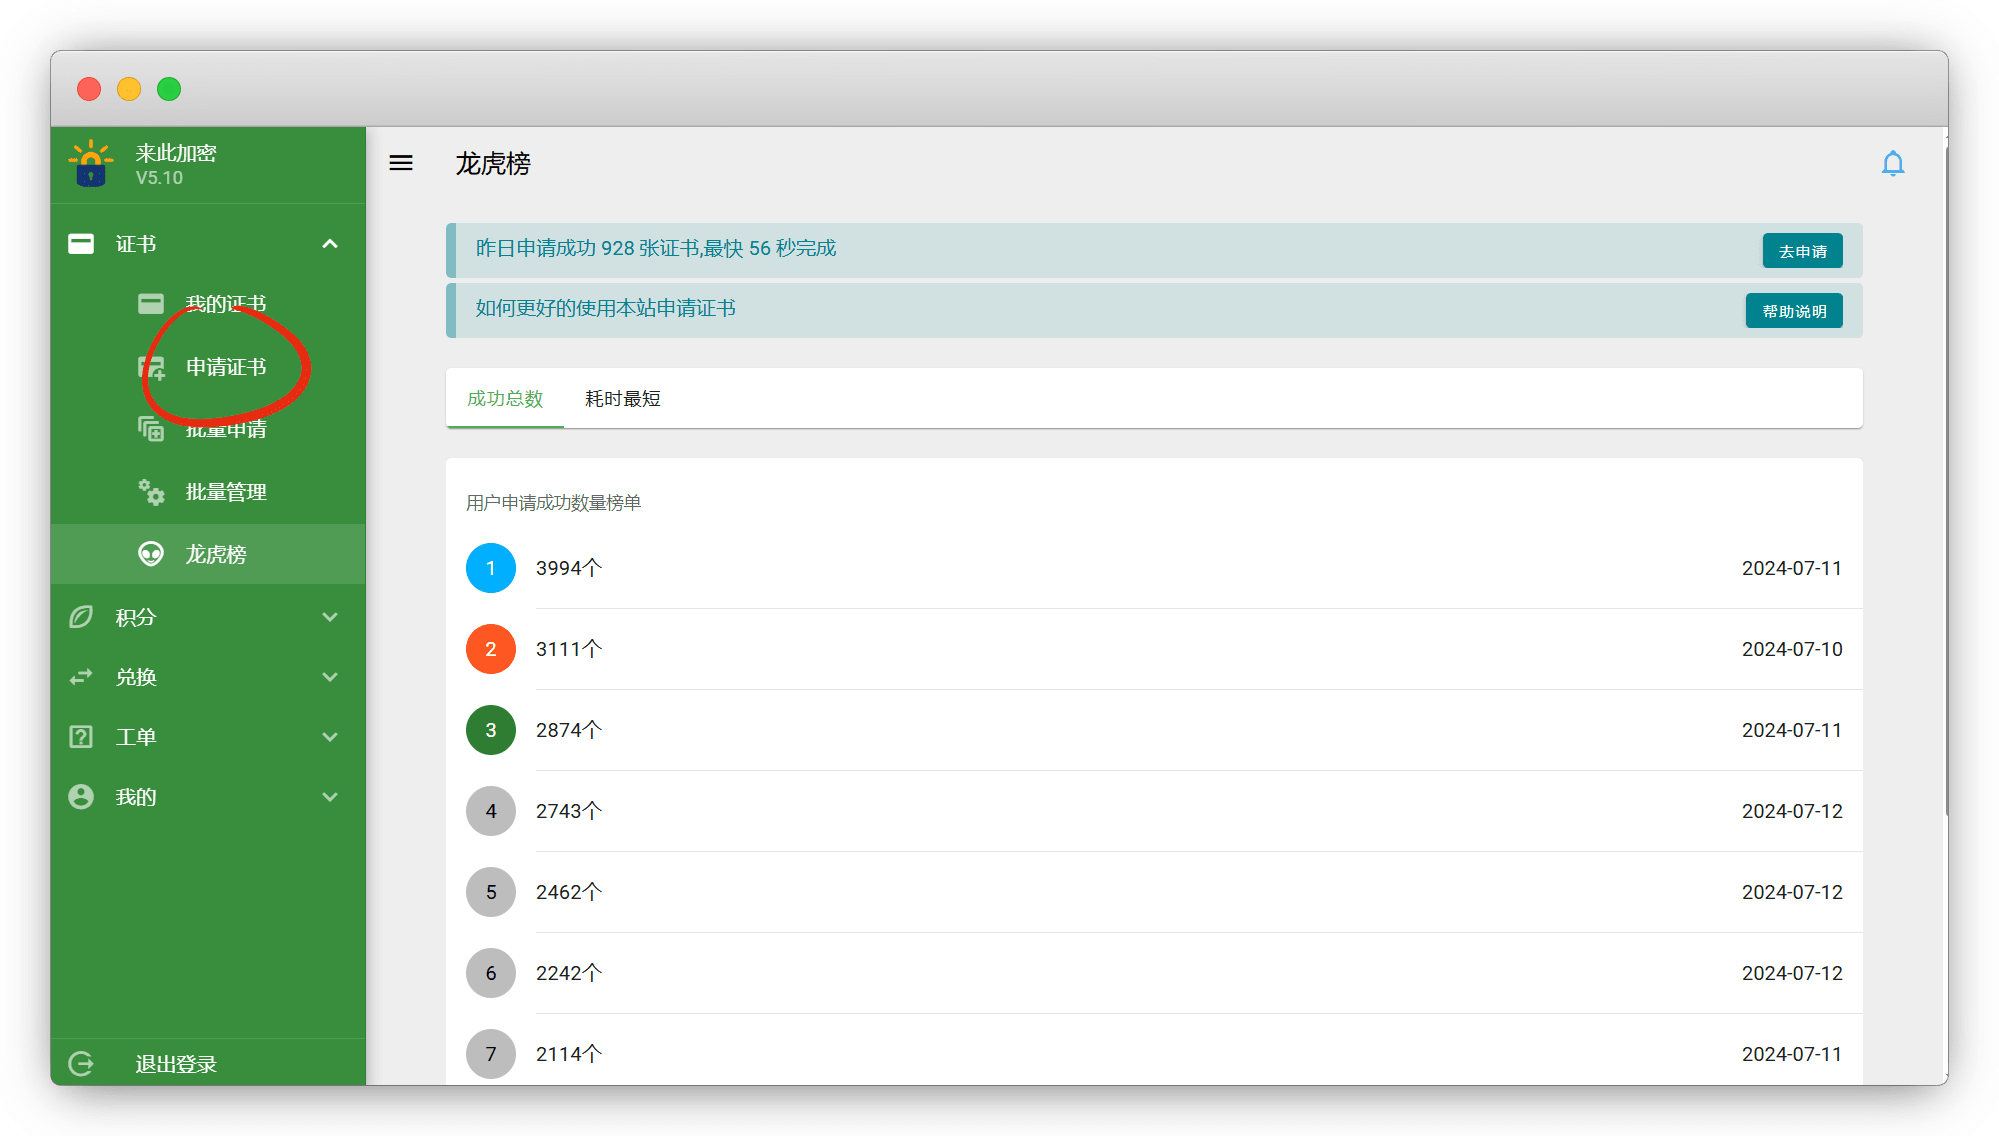 来此加密
V5.10
证书
我的证书
申请证书
批量申请
批量管理
龙虎榜
积分
兑换
工单
我的
退出登录
龙虎榜
昨日申请成功 928 张证书,最快 56 秒完成
去申请
如何更好的使用本站申请证书
帮助说明
成功总数 耗时最短
用户申请成功数量榜单
1 3994个 2024-07-11
2 3111个 2024-07-10
3 2874个 2024-07-11
4 2743个 2024-07-12
5 2462个 2024-07-12
6 2242个 2024-07-12
7 2114个 2024-07-11